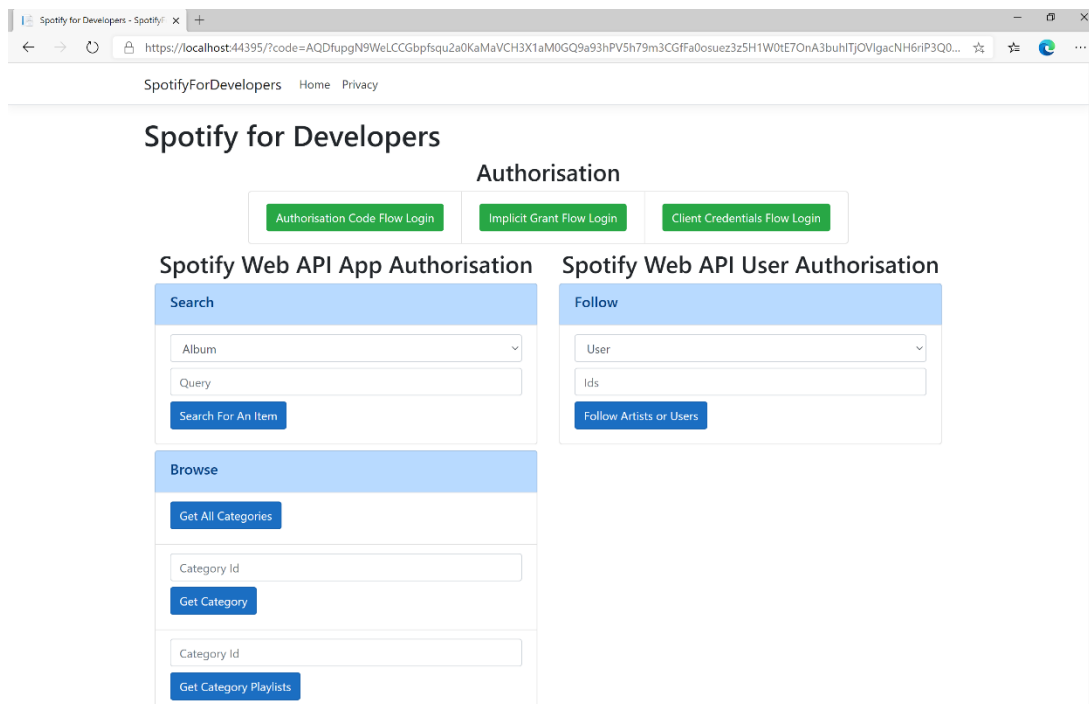 Spotify for Developers - SpotifyF
https://localhost:44395/?code=AQDfupgN9WeLCCGbpfsqu2a0KaMaVCH3X1aM0GQ9a93hPV5h79m3CGfFa0osuez3z5H1W0tE7OnA3buhlTjOVIgacNH6riP3Q0...
SpotifyForDevelopers Home Privacy
Spotify for Developers
Authorisation
Authorisation Code Flow Login Implicit Grant Flow Login Client Credentials Flow Login
Spotify Web API App Authorisation Spotify Web API User Authorisation
Search
Album
Query
Search For An Item
Follow
User
Ids
Follow Artists or Users
Browse
Get All Categories
Category Id
Get Category
Category Id
Get Category Playlists